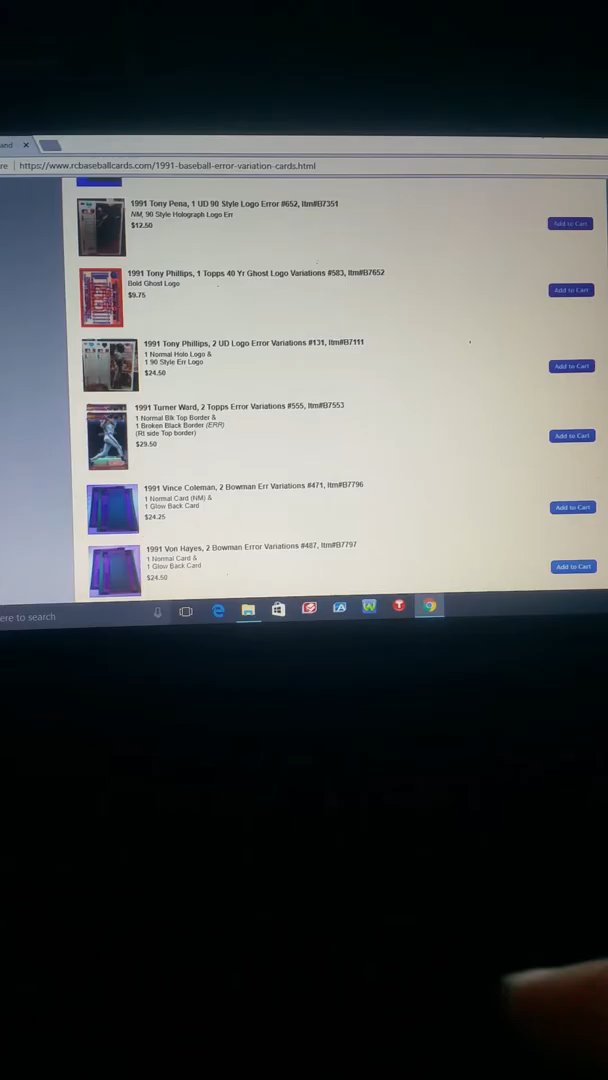 and ×
re | https://www.rcbaseballcards.com/1991-baseball-error-variation-cards.html
1991 Tony Pena, 1 UD 90 Style Logo Error #652, Itm#B7351
NM, 90 Style Holograph Logo Err
$12.50
Add to Cart
1991 Tony Phillips, 1 Topps 40 Yr Ghost Logo Variations #583, Itm#B7652
Bold Ghost Logo
$9.75
Add to Cart
1991 Tony Phillips, 2 UD Logo Error Variations #131, Itm#B7111
1 Normal Holo Logo &
1 90 Style Err Logo
$24.50
Add to Cart
1991 Turner Ward, 2 Topps Error Variations #555, Itm#B7553
1 Normal Blk Top Border &
1 Broken Black Border (ERR)
(Rt side Top border)
$29.50
Add to Cart
1991 Vince Coleman, 2 Bowman Err Variations #471, Itm#B7796
1 Normal Card (NM) &
1 Glow Back Card
$24.25
Add to Cart
1991 Von Hayes, 2 Bowman Error Variations #487, Itm#B7797
1 Normal Card &
1 Glow Back Card
$24.50
Add to Cart
ere to search